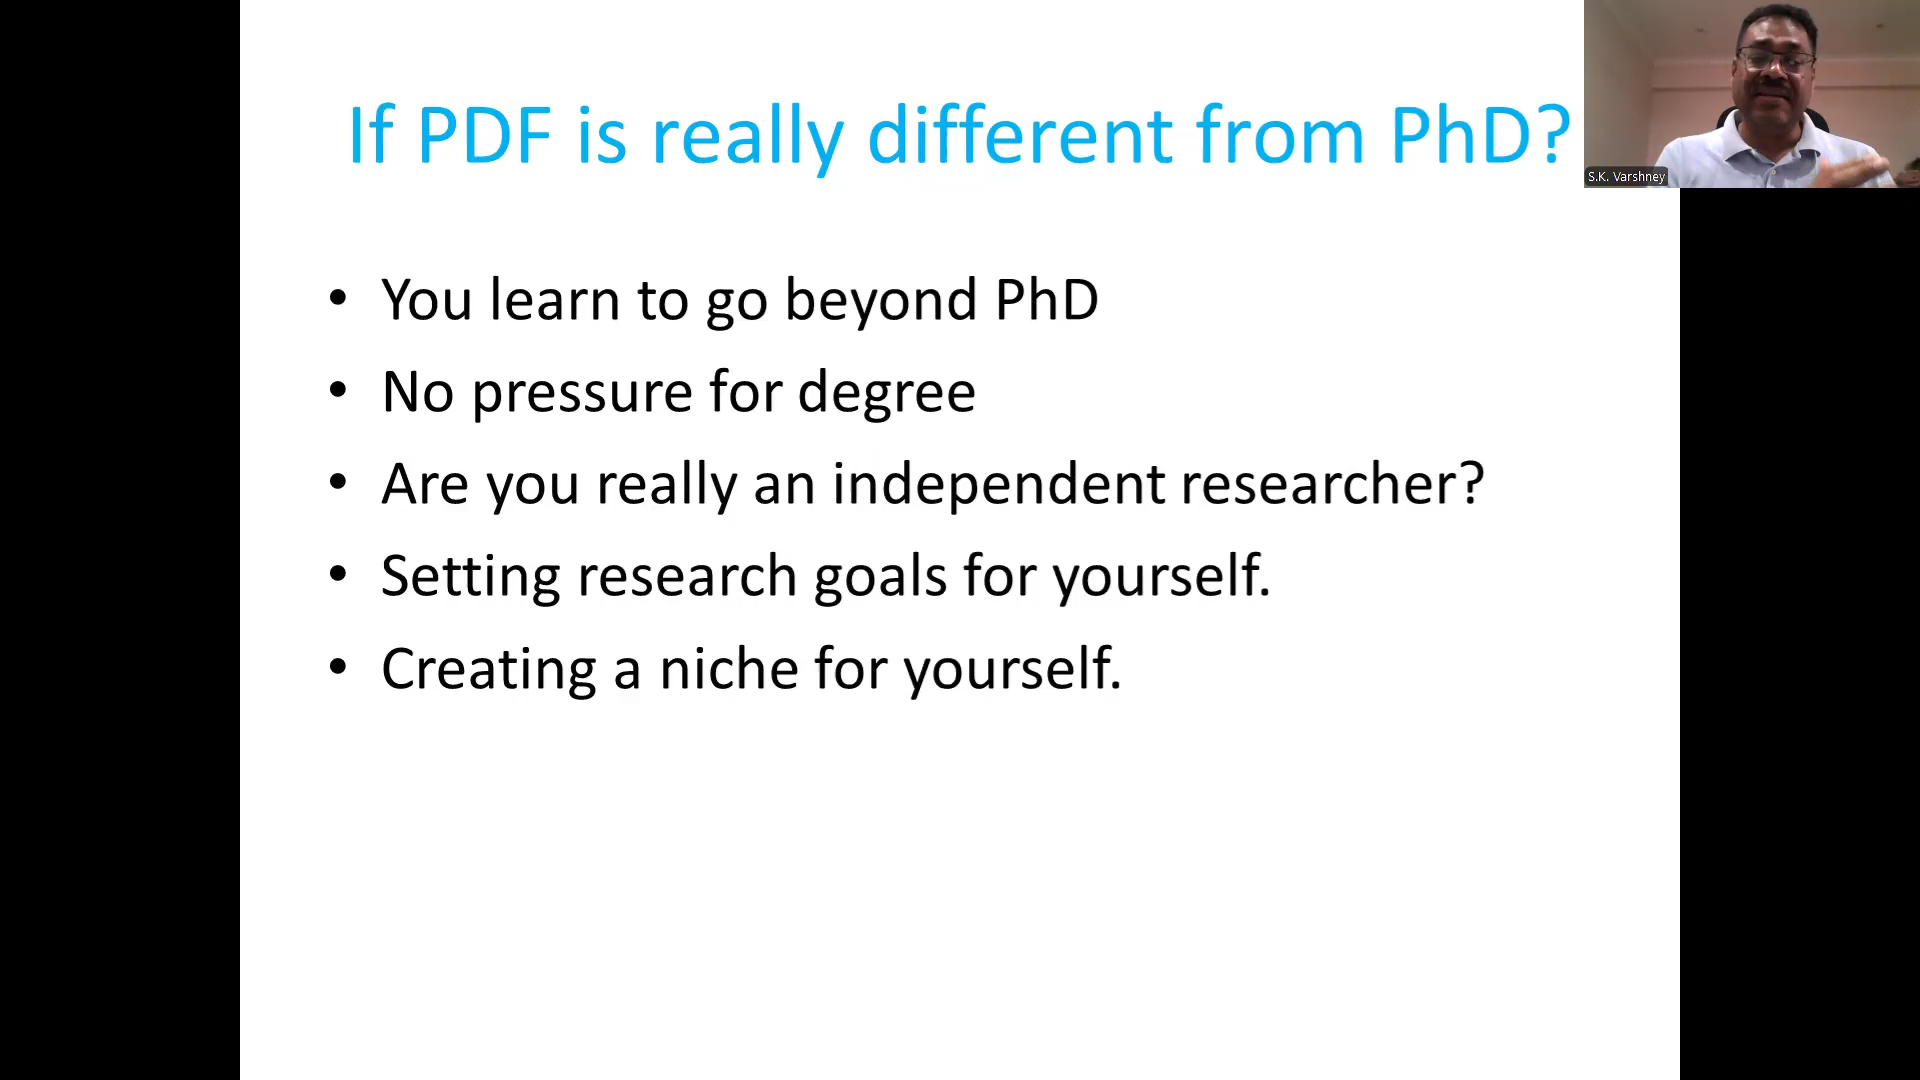 If PDF is really different from PhD?
S.K. Varshney
• You learn to go beyond PhD
• No pressure for degree
• Are you really an independent researcher?
• Setting research goals for yourself.
• Creating a niche for yourself.